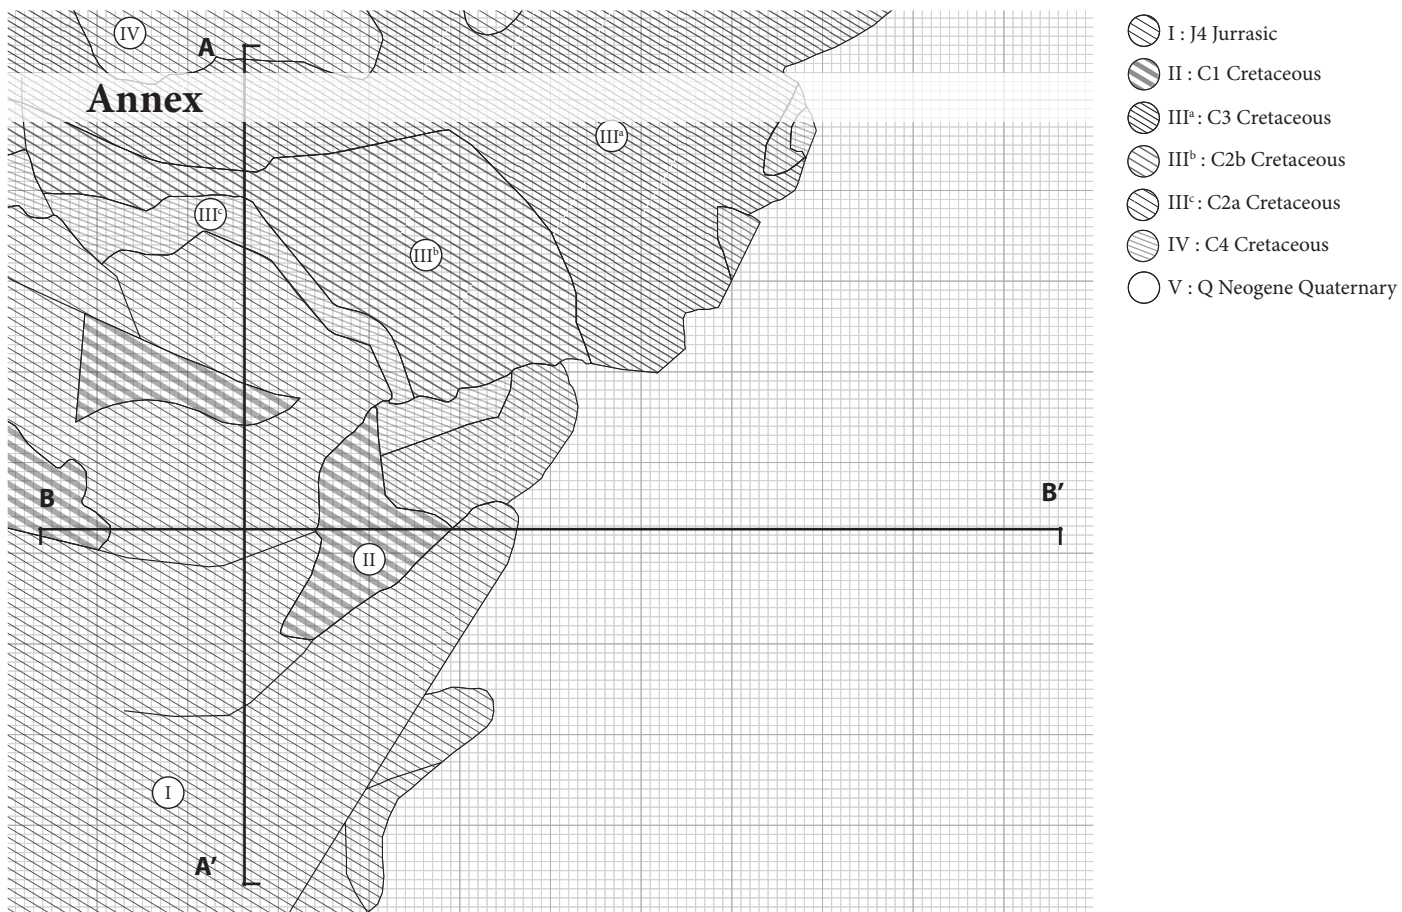 IV
A
Annex
IIIᵃ
IIIᶜ
IIIᵇ
B
B’
II
I
A’
I : J4 Jurrasic
II : C1 Cretaceous
IIIᵃ : C3 Cretaceous
IIIᵇ : C2b Cretaceous
IIIᶜ : C2a Cretaceous
IV : C4 Cretaceous
V : Q Neogene Quaternary